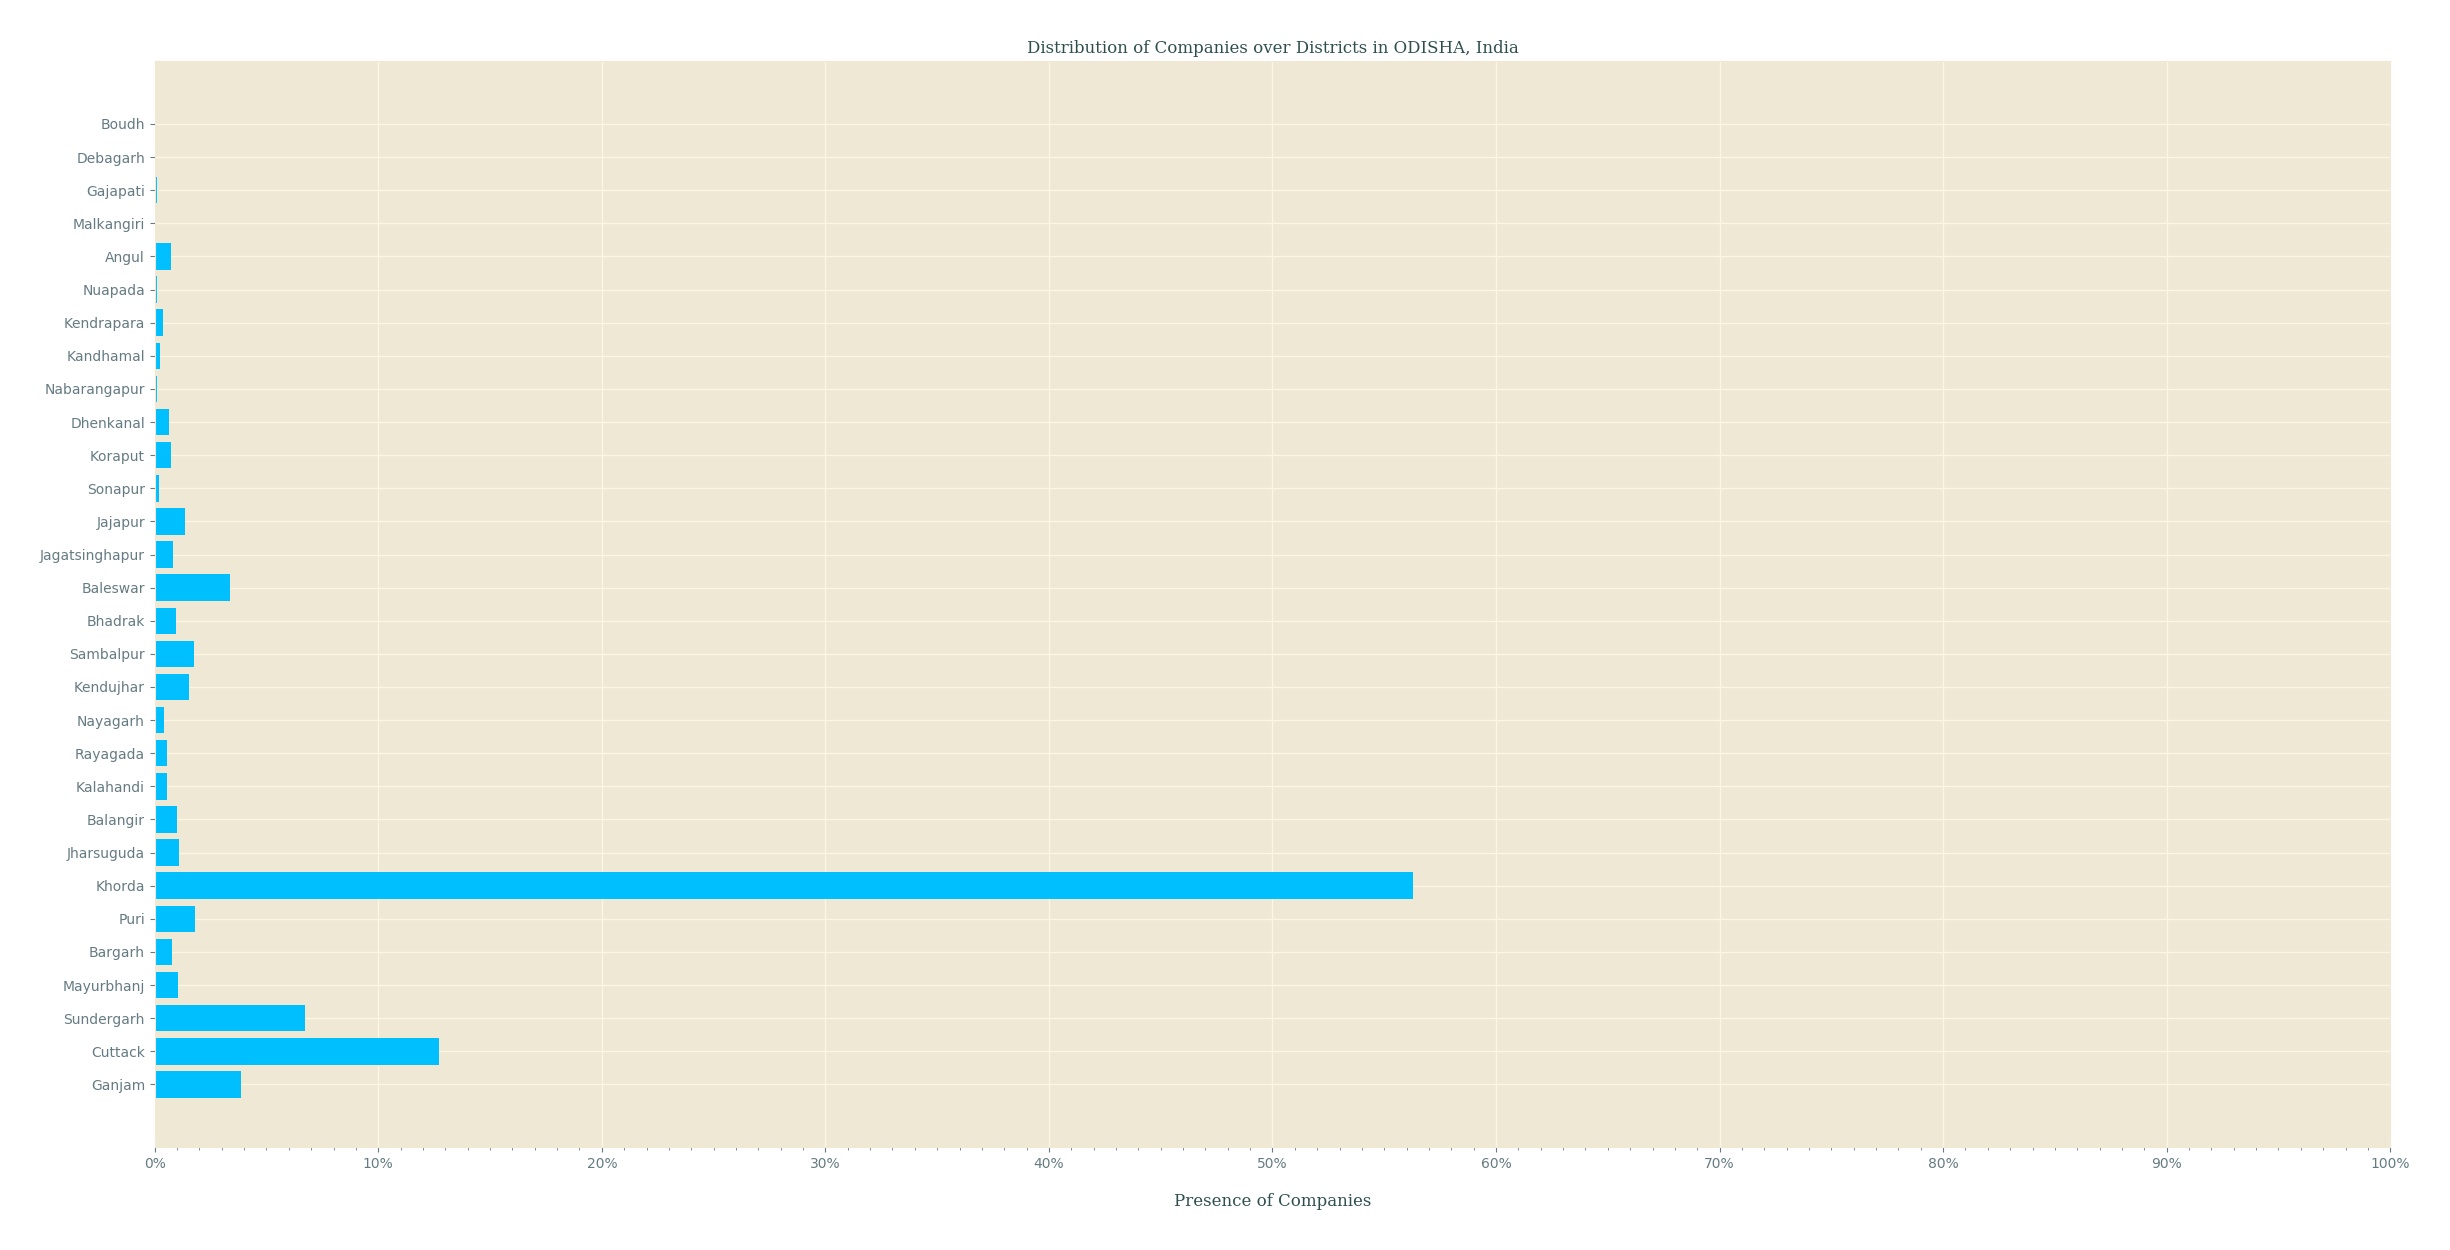 Distribution of Companies over Districts in ODISHA, India
Boudh
Debagarh
Gajapati
Malkangiri
Angul
Nuapada
Kendrapara
Kandhamal
Nabarangapur
Dhenkanal
Koraput
Sonapur
Jajapur
Jagatsinghapur
Baleswar
Bhadrak
Sambalpur
Kendujhar
Nayagarh
Rayagada
Kalahandi
Balangir
Jharsuguda
Khorda
Puri
Bargarh
Mayurbhanj
Sundergarh
Cuttack
Ganjam
0% 10% 20% 30% 40% 50% 60% 70% 80% 90% 100%
Presence of Companies